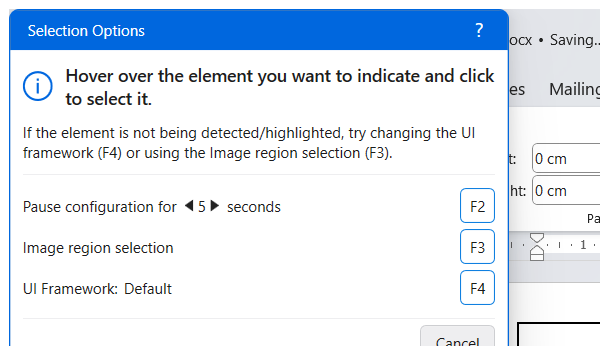 Selection Options ?
ocx • Saving...
Hover over the element you want to indicate and click
to select it.
es Mailing
If the element is not being detected/highlighted, try changing the UI
framework (F4) or using the Image region selection (F3).
t: 0 cm
ht: 0 cm
Pause configuration for 5 seconds F2
Pa
Image region selection F3
1
UI Framework: Default F4
Cancel